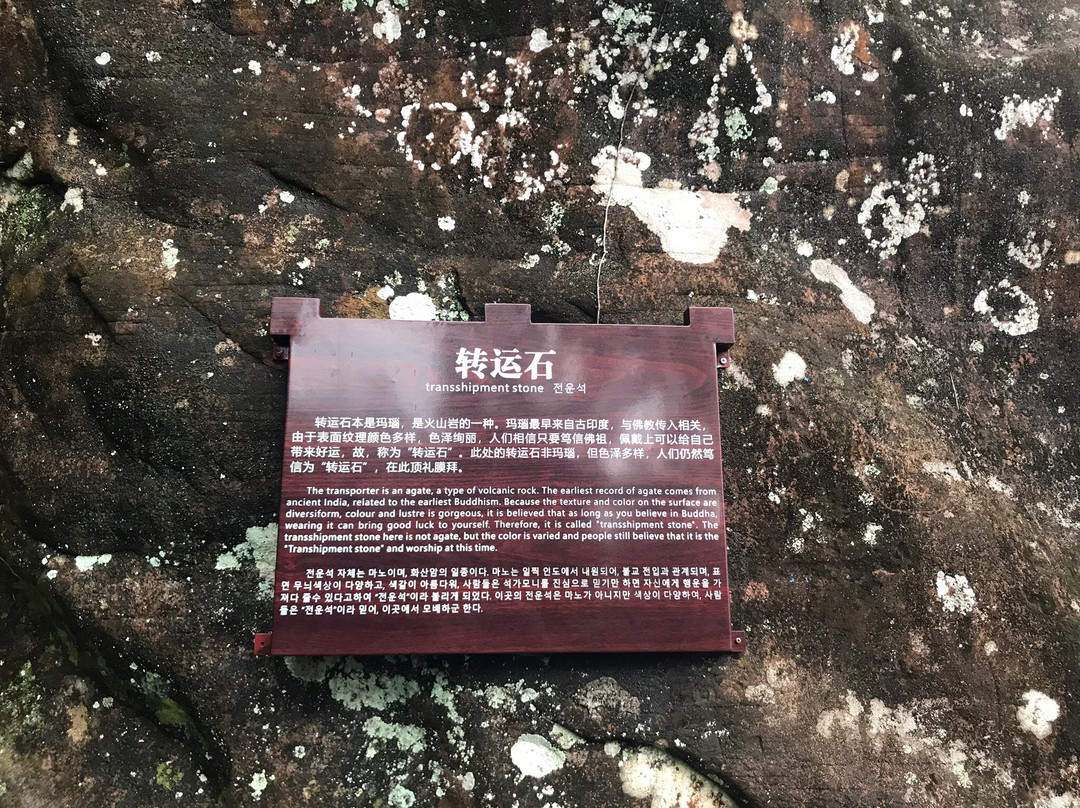 转运石
transshipment stone 전운석
转运石本是玛瑙，是火山岩的一种。玛瑙最早来自古印度，与佛教传入相关，
由于表面纹理颜色多样，色泽绚丽，人们相信只要笃信佛祖，佩戴上可以给自己
带来好运，故，称为“转运石”。此处的转运石非玛瑙，但色泽多样，人们仍然笃
信为“转运石”，在此顶礼膜拜。
The transporter is an agate, a type of volcanic rock. The earliest record of agate comes from
ancient India, related to the earliest Buddhism. Because the texture and color on the surface are
diversiform, colour and lustre is gorgeous, it is believed that as long as you believe in Buddha,
wearing it can bring good luck to yourself. Therefore, it is called "transshipment stone". The
transshipment stone here is not agate, but the color is varied and people still believe that it is the
"Transhipment stone" and worship at this time.
전운석 자체는 마노이며, 화산암의 일종이다. 마노는 일찍 인도에서 내원되어, 불교 전입과 관계되며, 표
면 무늬색상이 다양하고, 색같이 아름다워, 사람들은 석가모니를 진심으로 믿기만 하면 자신에게 행운을 가
져다 줄수 있다고하여 “전운석”이라 불리게 되였다. 이곳의 전운석은 마노가 아니지만 색상이 다양하여, 사람
들은 “전운석”이라 믿어, 이곳에서 모배하군 한다.